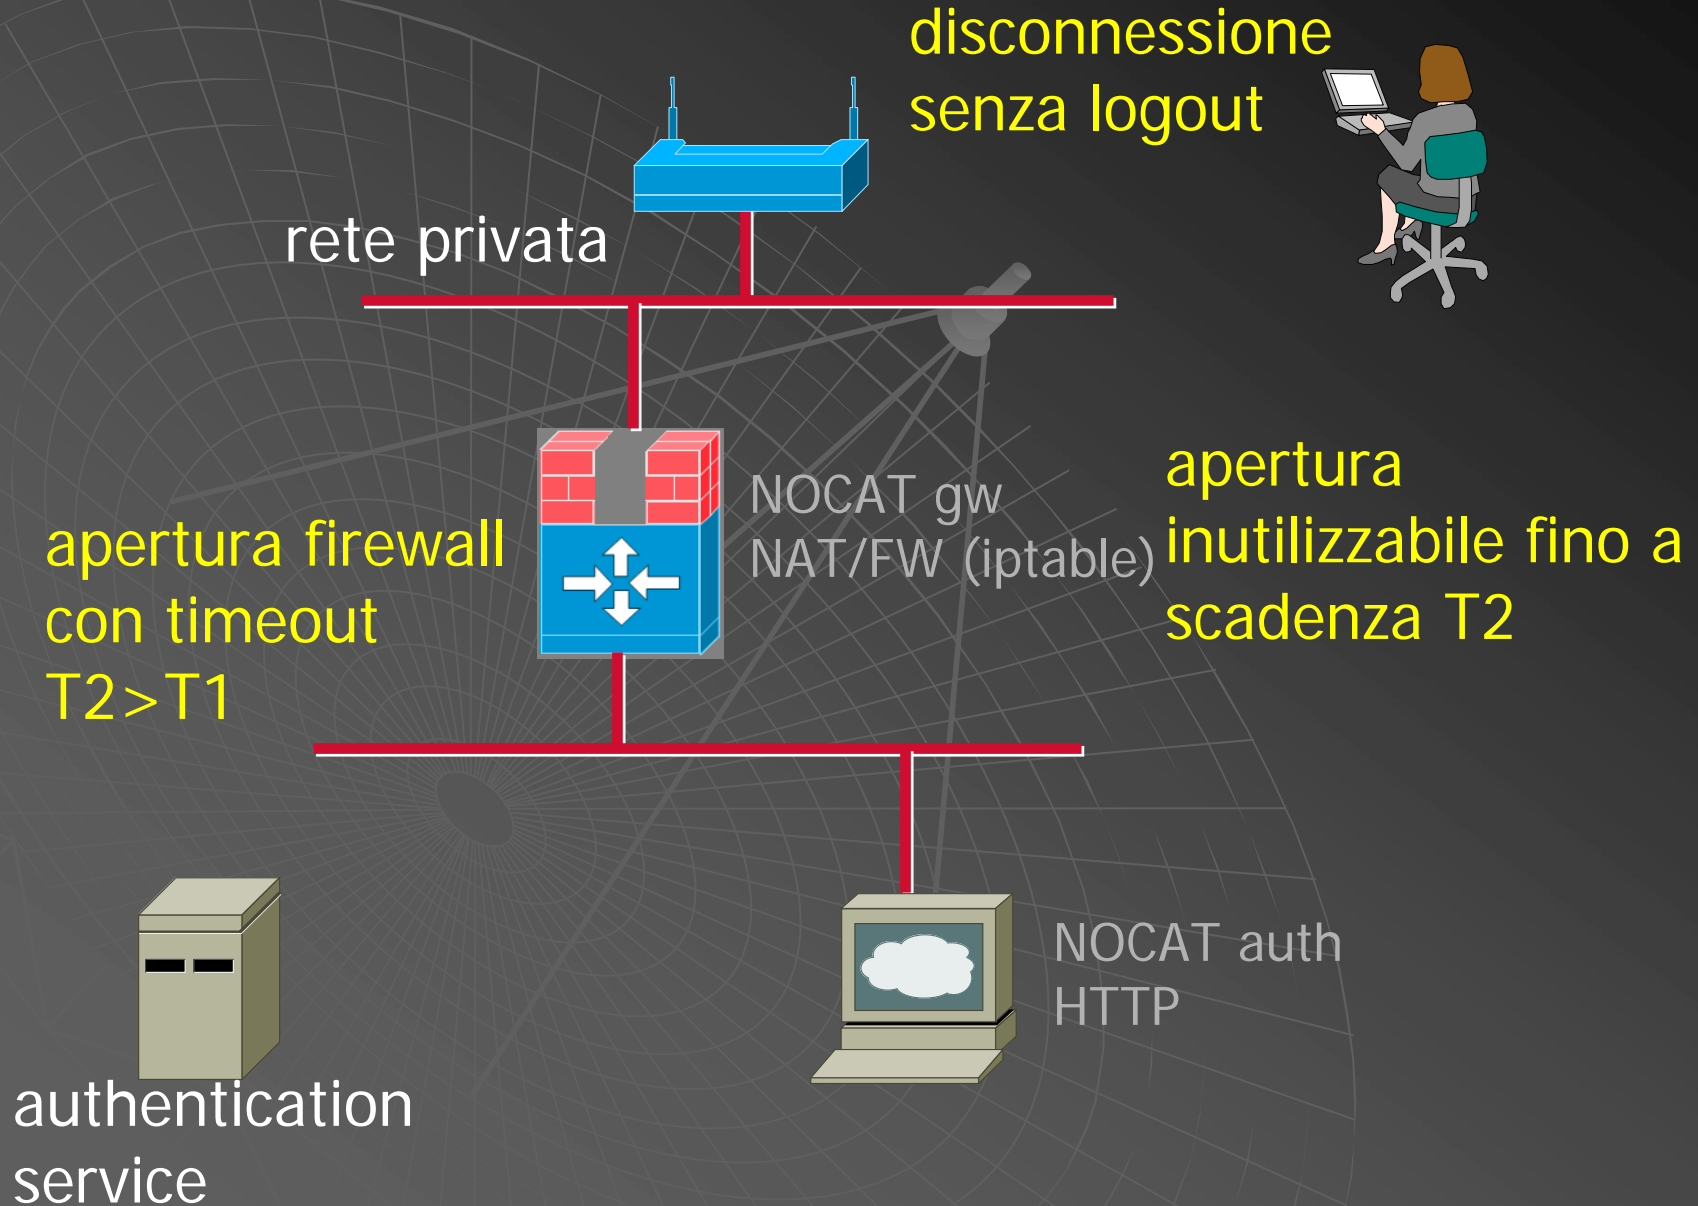 disconnessione
senza logout
rete privata
NOCAT gw
NAT/FW (iptable)
apertura firewall
con timeout
T2>T1
apertura
inutilizzabile fino a
scadenza T2
NOCAT auth
HTTP
authentication
service